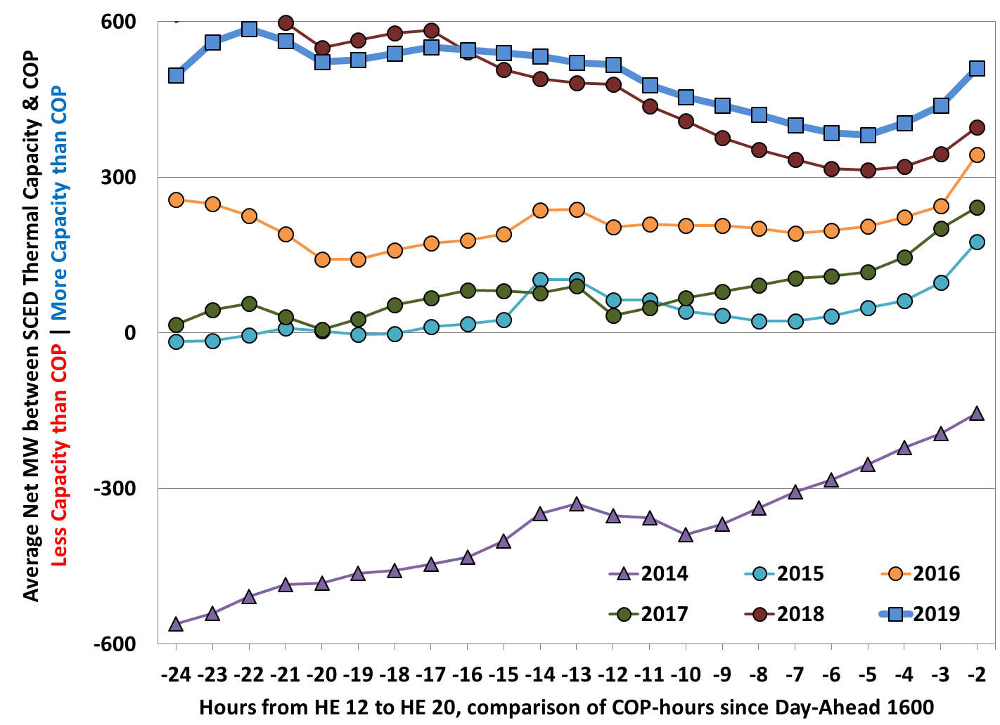 Average Net MW between SCED Thermal Capacity & COP
Less Capacity than COP | More Capacity than COP
600
300
0
-300
-600
2014 2015 2016
2017 2018 2019
-24 -23 -22 -21 -20 -19 -18 -17 -16 -15 -14 -13 -12 -11 -10 -9 -8 -7 -6 -5 -4 -3 -2
Hours from HE 12 to HE 20, comparison of COP-hours since Day-Ahead 1600